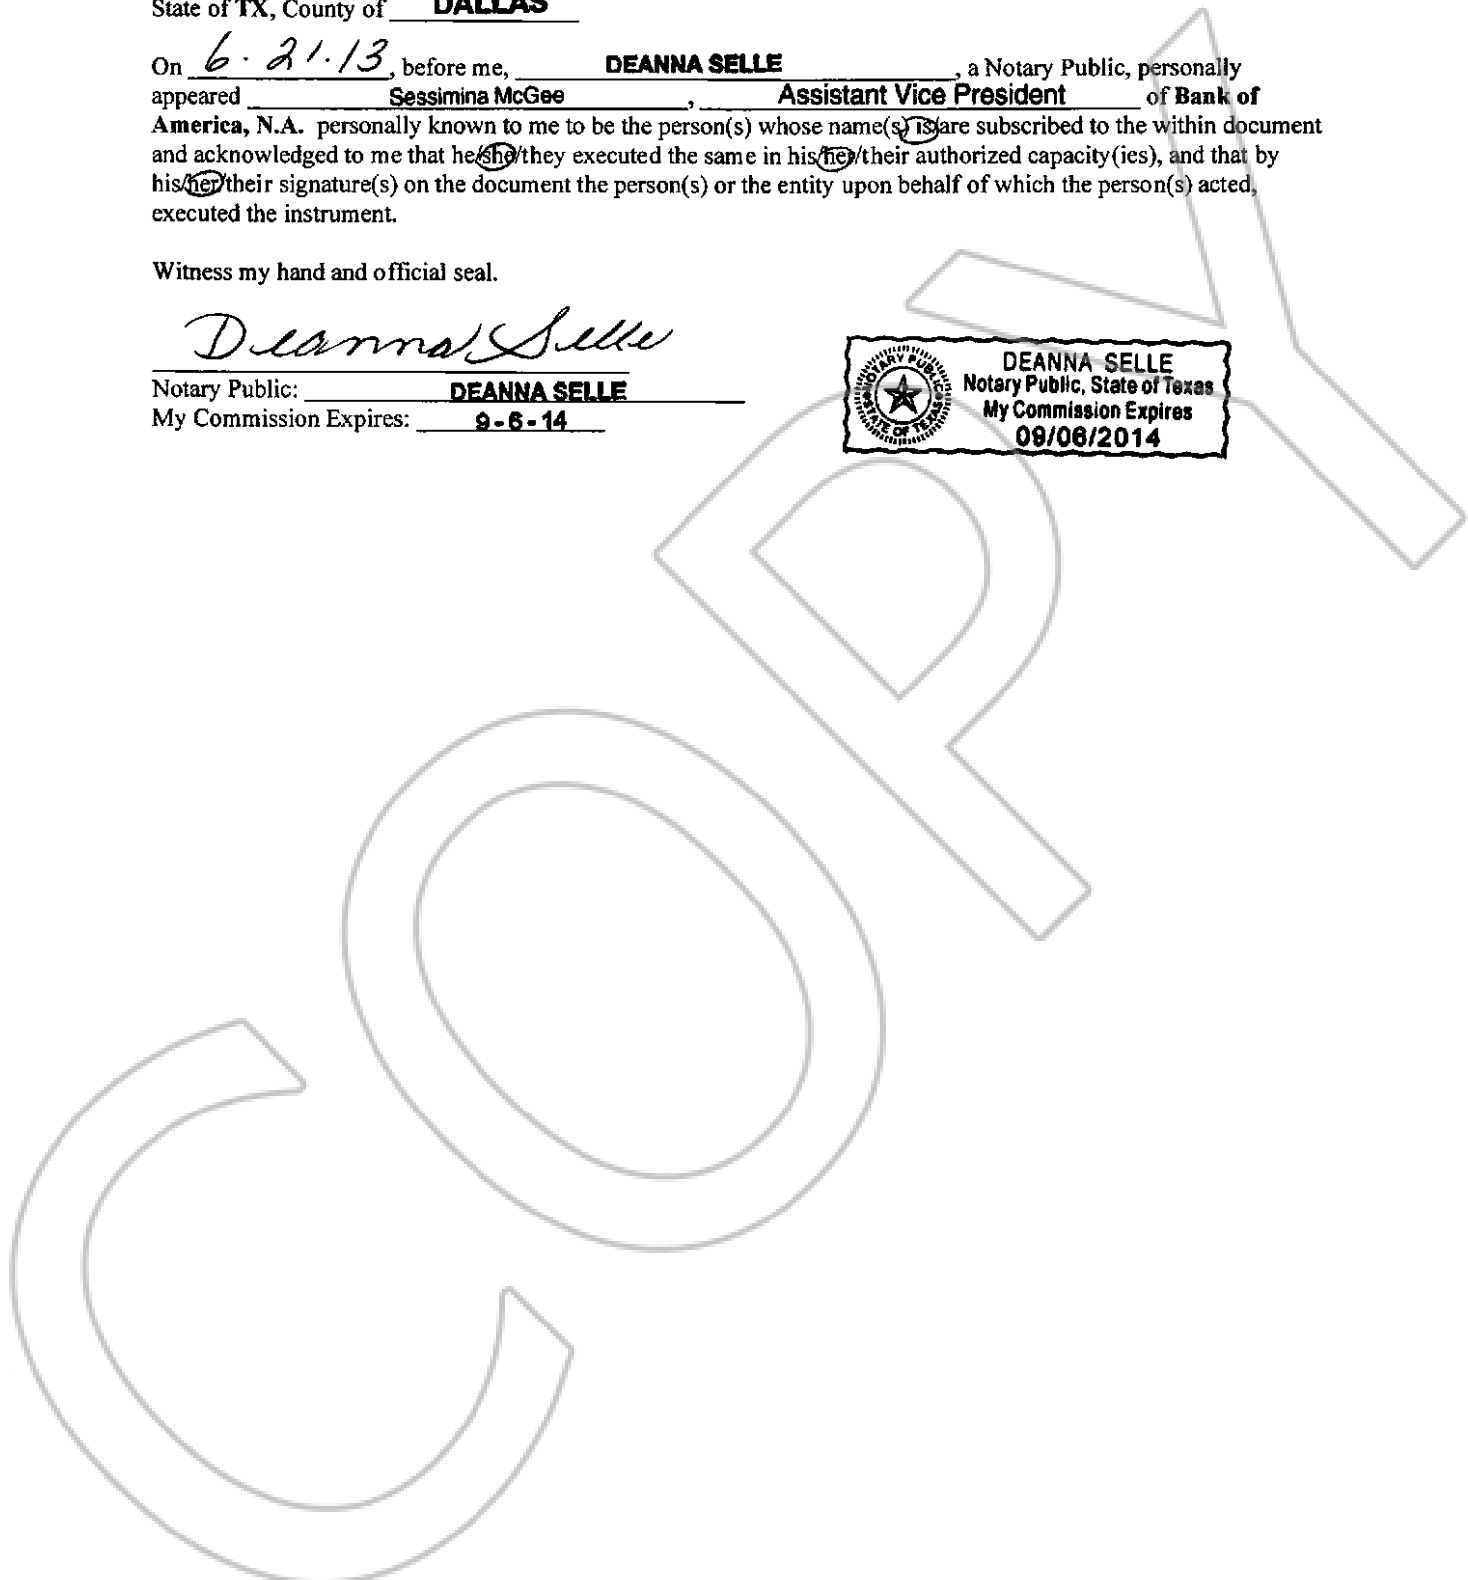 State of TX, County of DALLAS
On 6.21.13, before me, DEANNA SELLE, a Notary Public, personally
appeared Sessimina McGee, Assistant Vice President of Bank of
America, N.A. personally known to me to be the person(s) whose name(s) is/are subscribed to the within document
and acknowledged to me that he/she/they executed the same in his/her/their authorized capacity(ies), and that by
his/her/their signature(s) on the document the person(s) or the entity upon behalf of which the person(s) acted,
executed the instrument.
Witness my hand and official seal.
Deanna Selle
Notary Public: DEANNA SELLE
My Commission Expires: 9-6-14
NOTARY PUBLIC
STATE OF TEXAS
DEANNA SELLE
Notary Public, State of Texas
My Commission Expires
09/06/2014
COPY